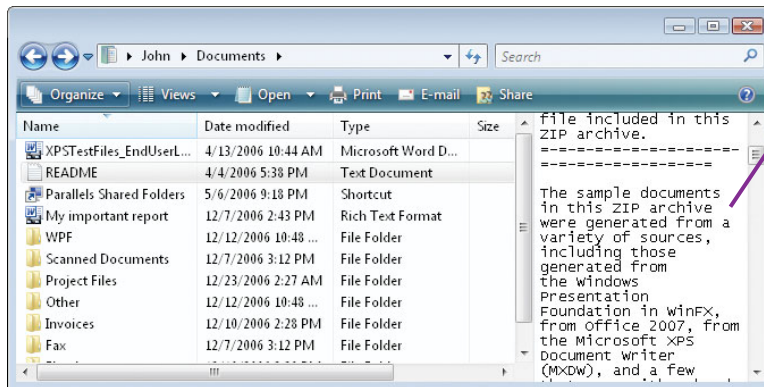 John Documents
Search
Organize Views Open Print E-mail Share
Name Date modified Type Size
XPSTestFiles_EndUserL... 4/13/2006 10:44 AM Microsoft Word D...
README 4/4/2006 5:38 PM Text Document
Parallels Shared Folders 5/6/2006 9:18 PM Shortcut
My important report 12/7/2006 2:43 PM Rich Text Format
WPF 12/12/2006 10:48 ... File Folder
Scanned Documents 12/7/2006 3:12 PM File Folder
Project Files 12/23/2006 2:27 AM File Folder
Other 12/12/2006 10:48 ... File Folder
Invoices 12/10/2006 2:28 PM File Folder
Fax 12/7/2006 3:12 PM File Folder
file included in this
ZIP archive.
=-=-=-=-=-=-=-=-=-=-
=-=-=-=-=-=-=-=-=
The sample documents
in this ZIP archive
were generated from a
variety of sources,
including those
generated from
the Windows
Presentation
Foundation in WinFX,
from Office 2007, from
the Microsoft XPS
Document Writer
(MXDW), and a few